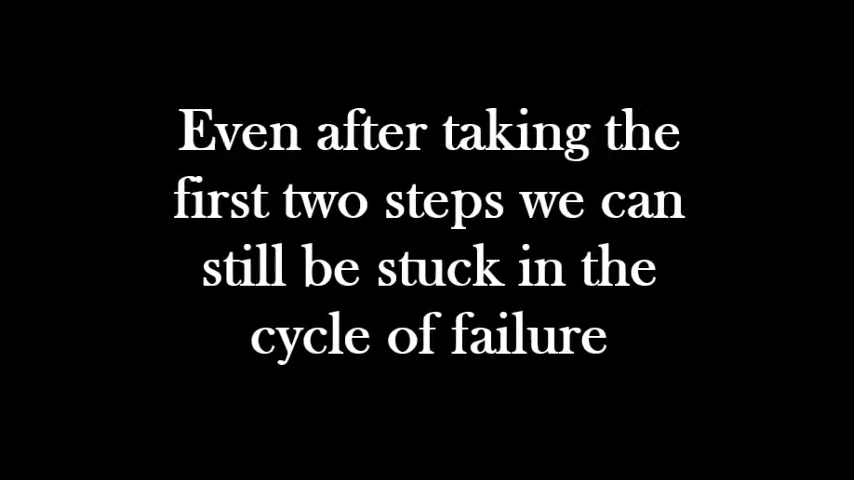 Even after taking the
first two steps we can
still be stuck in the
cycle of failure